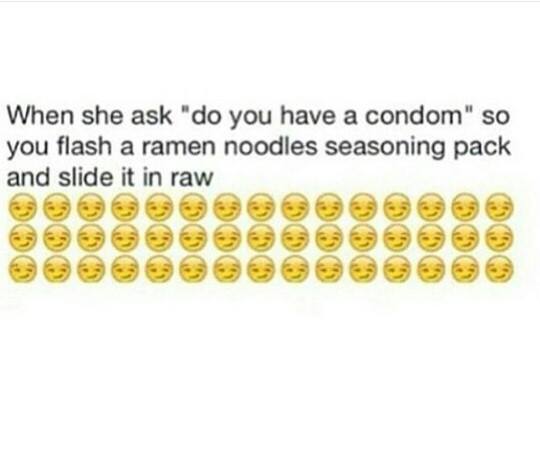 When she ask "do you have a condom" so
you flash a ramen noodles seasoning pack
and slide it in raw
😏😏😏😏😏😏😏😏😏😏😏😏😏😏😏
😏😏😏😏😏😏😏😏😏😏😏😏😏😏😏
😏😏😏😏😏😏😏😏😏😏😏😏😏😏😏